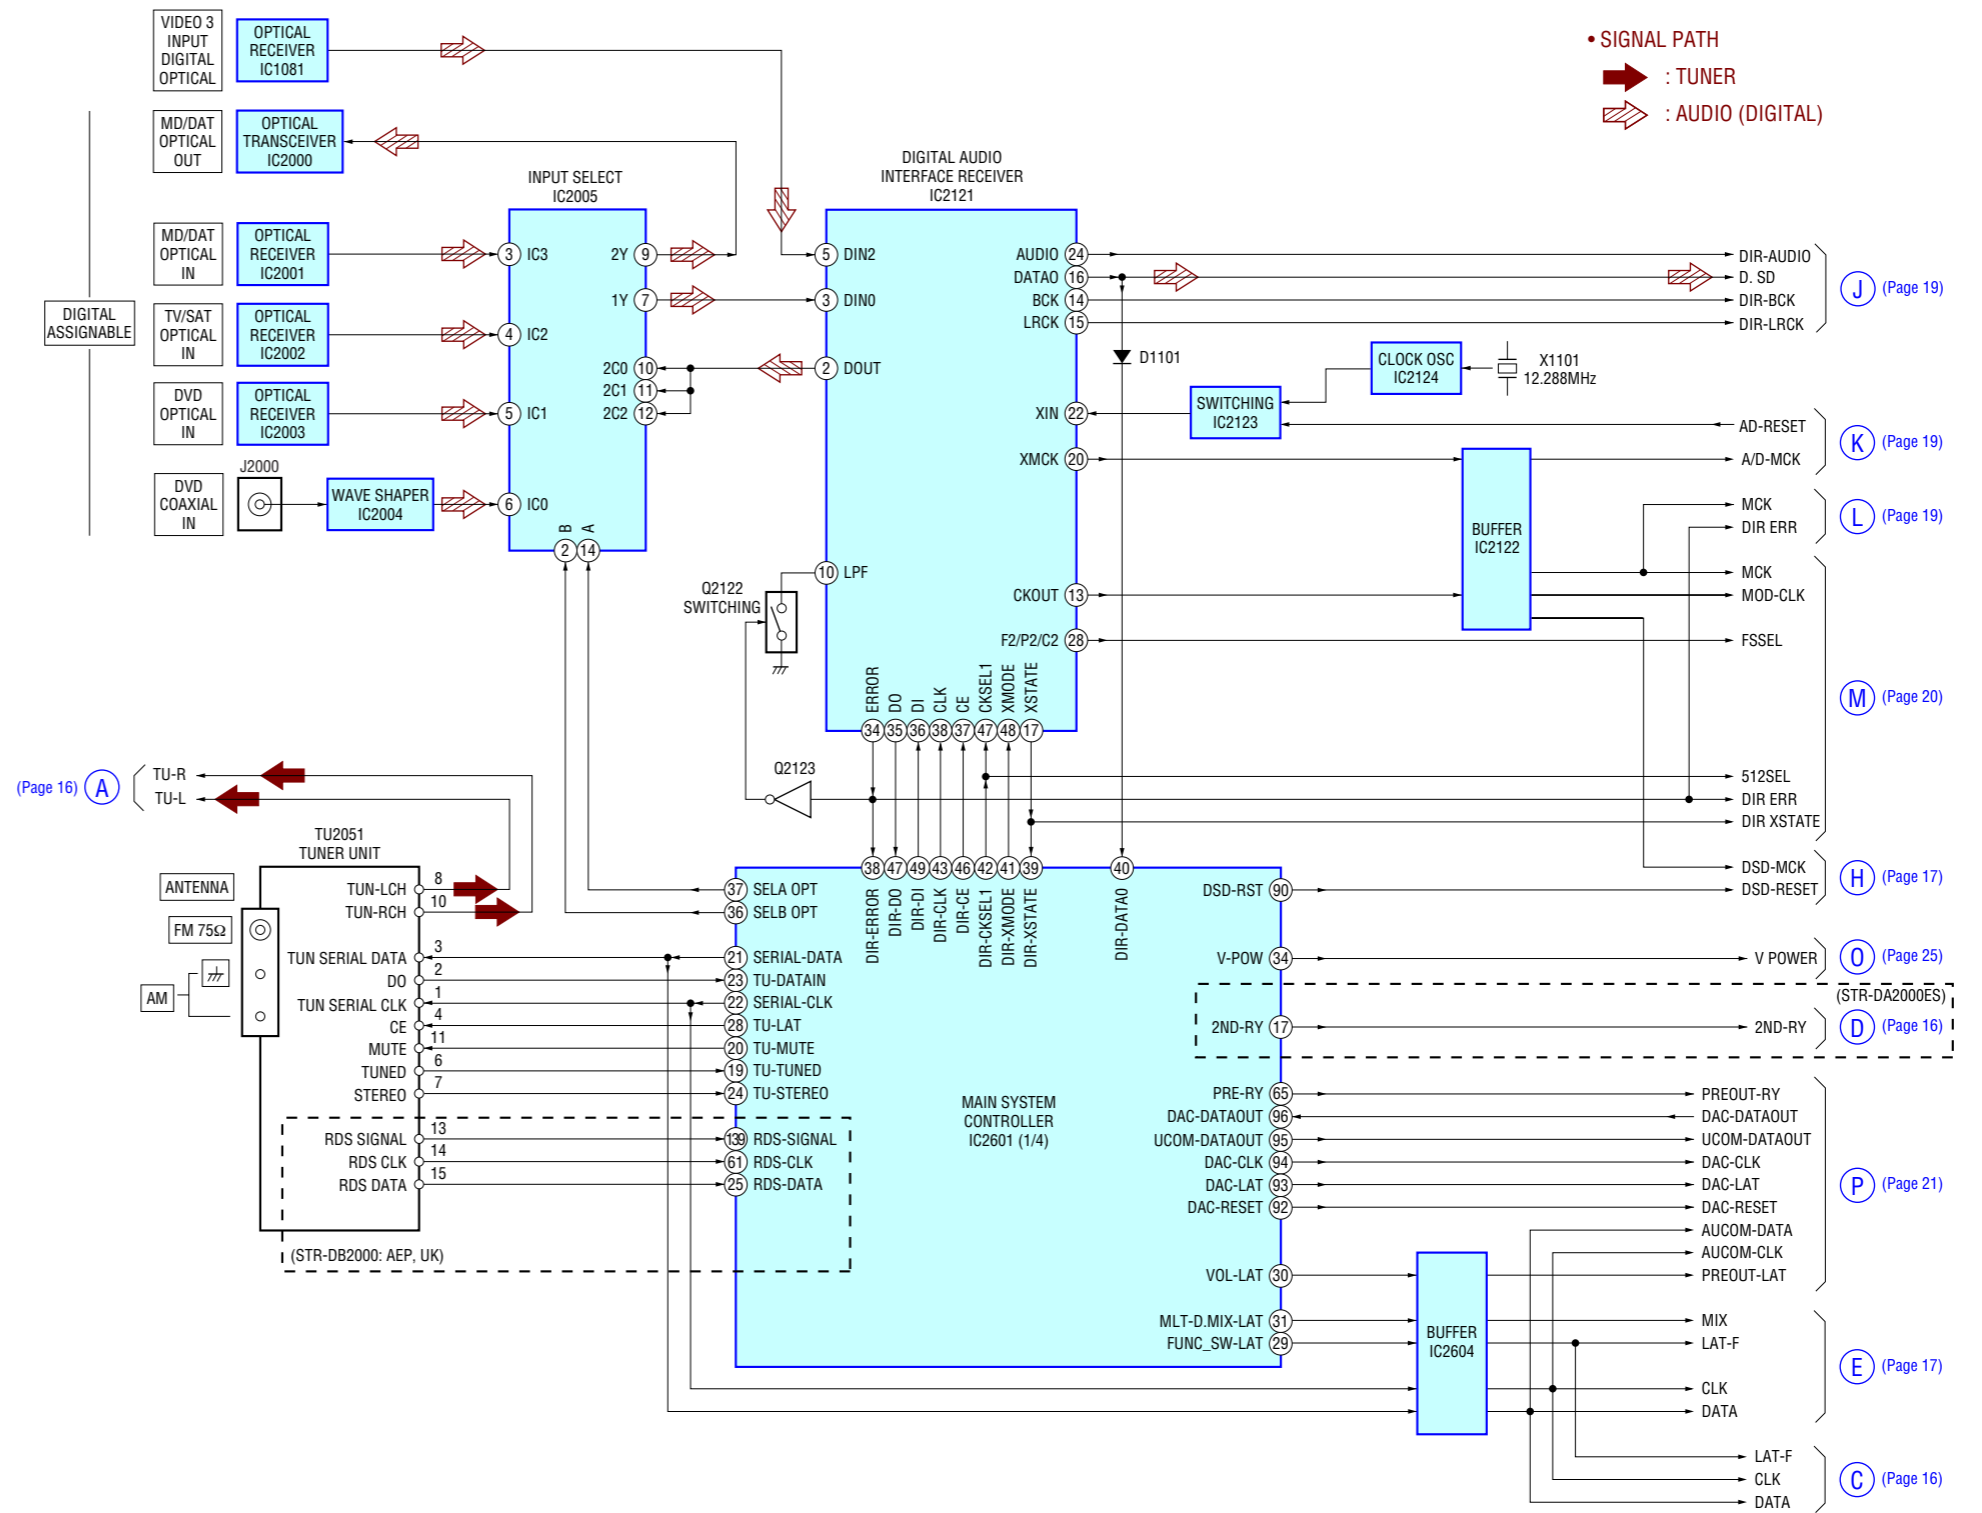 VIDEO 3
INPUT
DIGITAL
OPTICAL
OPTICAL
RECEIVER
IC1081
• SIGNAL PATH
: TUNER
: AUDIO (DIGITAL)
MD/DAT
OPTICAL
OUT
OPTICAL
TRANSCEIVER
IC2000
INPUT SELECT
IC2005
DIGITAL AUDIO
INTERFACE RECEIVER
IC2121
DIGITAL
ASSIGNABLE
MD/DAT
OPTICAL
IN
OPTICAL
RECEIVER
IC2001
TV/SAT
OPTICAL
IN
OPTICAL
RECEIVER
IC2002
DVD
OPTICAL
IN
OPTICAL
RECEIVER
IC2003
DVD
COAXIAL
IN
J2000
WAVE SHAPER
IC2004
3 IC3
4 IC2
5 IC1
6 IC0
2Y 9
1Y 7
2C0 10
2C1 11
2C2 12
B
A
2
14
5 DIN2
3 DIN0
2 DOUT
10 LPF
AUDIO 24
DATAO 16
BCK 14
LRCK 15
XIN 22
XMCK 20
CKOUT 13
F2/P2/C2 28
ERROR
DO
DI
CLK
CE
CKSEL1
XMODE
XSTATE
34
35
36
38
37
47
48
17
DIR-AUDIO
D. SD
DIR-BCK
DIR-LRCK
J (Page 19)
D1101
CLOCK OSC
IC2124
X1101
12.288MHz
SWITCHING
IC2123
AD-RESET
A/D-MCK
K (Page 19)
BUFFER
IC2122
MCK
DIR ERR
L (Page 19)
MCK
MOD-CLK
FSSEL
512SEL
DIR ERR
DIR XSTATE
M (Page 20)
DSD-MCK
DSD-RESET
H (Page 17)
Q2122
SWITCHING
Q2123
(Page 16) A
TU-R
TU-L
TU2051
TUNER UNIT
ANTENNA
FM 75Ω
AM
TUN-LCH 8
TUN-RCH 10
TUN SERIAL DATA 3
DO 2
TUN SERIAL CLK 1
CE 4
MUTE 11
TUNED 6
STEREO 7
RDS SIGNAL 13
RDS CLK 14
RDS DATA 15
(STR-DB2000: AEP, UK)
38
47
49
43
46
42
41
39
40
DIR-ERROR
DIR-DO
DIR-DI
DIR-CLK
DIR-CE
DIR-CKSEL1
DIR-XMODE
DIR-XSTATE
DIR-DATA0
37 SELA OPT
36 SELB OPT
21 SERIAL-DATA
23 TU-DATAIN
22 SERIAL-CLK
28 TU-LAT
20 TU-MUTE
19 TU-TUNED
24 TU-STEREO
139 RDS-SIGNAL
61 RDS-CLK
25 RDS-DATA
MAIN SYSTEM
CONTROLLER
IC2601 (1/4)
DSD-RST 90
V-POW 34
2ND-RY 17
PRE-RY 65
DAC-DATAOUT 96
UCOM-DATAOUT 95
DAC-CLK 94
DAC-LAT 93
DAC-RESET 92
VOL-LAT 30
MLT-D.MIX-LAT 31
FUNC_SW-LAT 29
V POWER
O (Page 25)
(STR-DA2000ES)
2ND-RY
D (Page 16)
PREOUT-RY
DAC-DATAOUT
UCOM-DATAOUT
DAC-CLK
DAC-LAT
DAC-RESET
AUCOM-DATA
AUCOM-CLK
PREOUT-LAT
P (Page 21)
BUFFER
IC2604
MIX
LAT-F
CLK
DATA
E (Page 17)
LAT-F
CLK
DATA
C (Page 16)